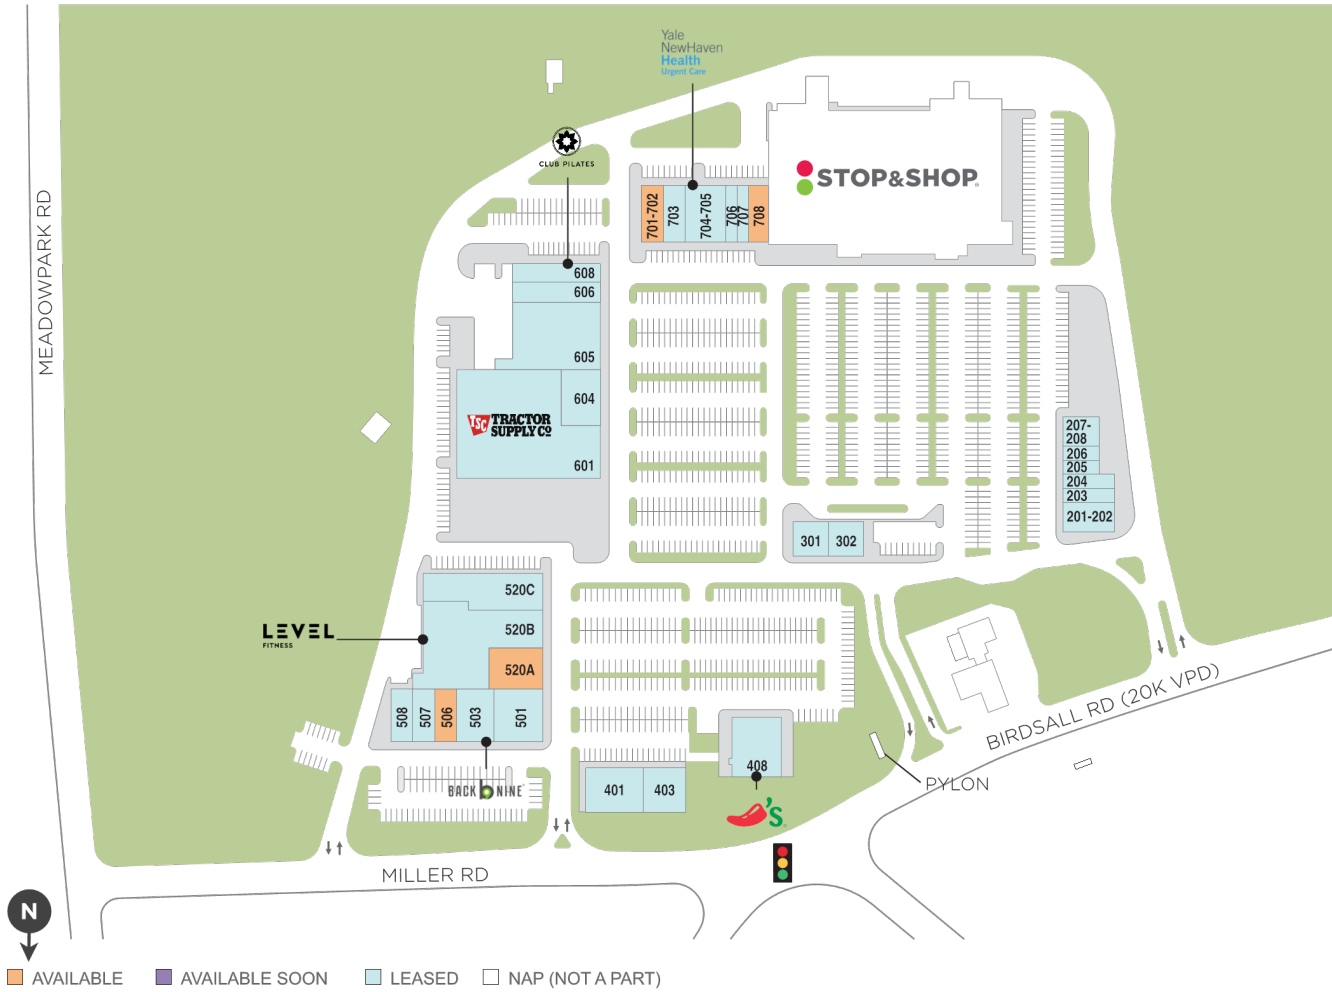 Yale
NewHaven
Health
Urgent Care
CLUB PILATES
STOP&SHOP
701-702
703
704-705
706
707
708
MEADOWPARK RD
608
606
605
604
TSC
TRACTOR
SUPPLY CO
601
207-
208
206
205
204
203
201-202
301
302
520C
520B
520A
LEVEL
FITNESS
508
507
506
503
501
BACK NINE
401
403
408
'S
BIRDSALL RD (20K VPD)
PYLON
MILLER RD
N
AVAILABLE
AVAILABLE SOON
LEASED
NAP (NOT A PART)